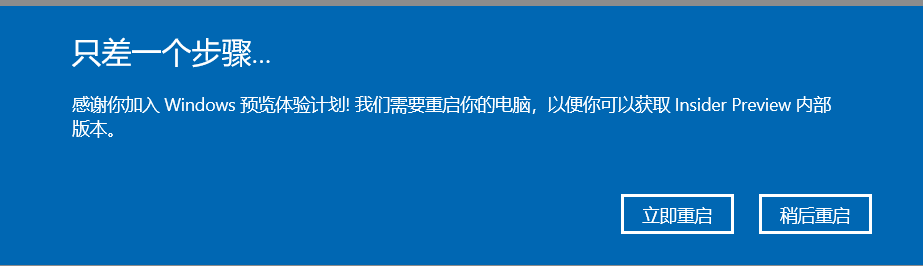 只差一个步骤...
感谢你加入 Windows 预览体验计划! 我们需要重启你的电脑，以便你可以获取 Insider Preview 内部
版本。
立即重启
稍后重启